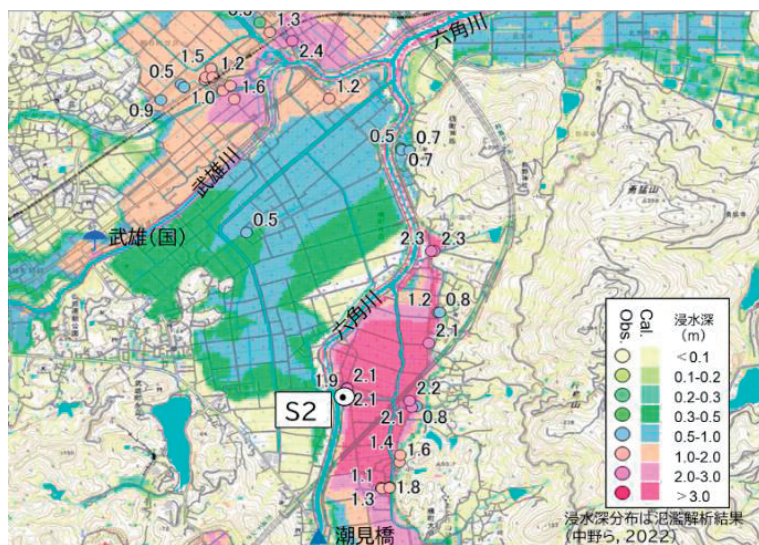 1.3
2.4
六角川
1.5
1.2
0.5
1.0
1.6
0.9
1.2
0.5
0.7
0.7
武雄川
0.5
武雄(国)
2.3
2.3
六角川
1.2
0.8
2.1
1.9
2.1
2.1
S2
2.2
2.1
0.8
1.4
1.6
1.1
1.3
1.8
潮見橋
勇猛山
Obs.
Cal.
浸水深
(m)
<0.1
0.1-0.2
0.2-0.3
0.3-0.5
0.5-1.0
1.0-2.0
2.0-3.0
>3.0
浸水深分布は氾濫解析結果
(中野ら, 2022)